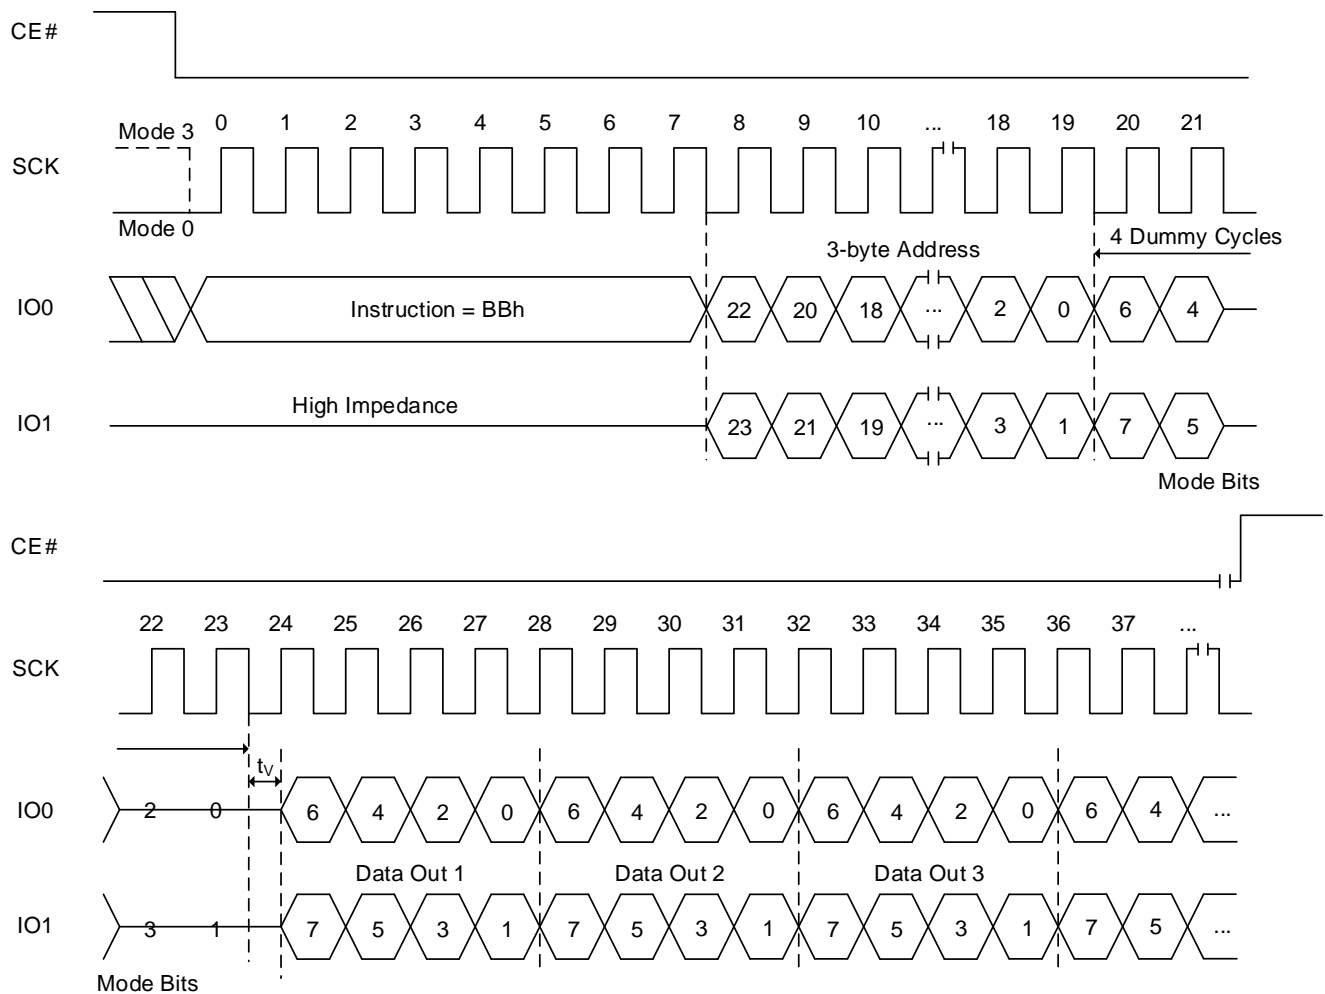 CE#
0 1 2 3 4 5 6 7 8 9 10 ... 18 19 20 21
Mode 3
SCK
Mode 0
3-byte Address
4 Dummy Cycles
IO0
Instruction = BBh
22 20 18 ... 2 0 6 4
High Impedance
IO1
23 21 19 ... 3 1 7 5
Mode Bits
CE#
22 23 24 25 26 27 28 29 30 31 32 33 34 35 36 37 ...
SCK
tV
IO0
2 0 6 4 2 0 6 4 2 0 6 4 2 0 6 4 ...
Data Out 1 Data Out 2 Data Out 3
IO1
3 1 7 5 3 1 7 5 3 1 7 5 3 1 7 5 ...
Mode Bits